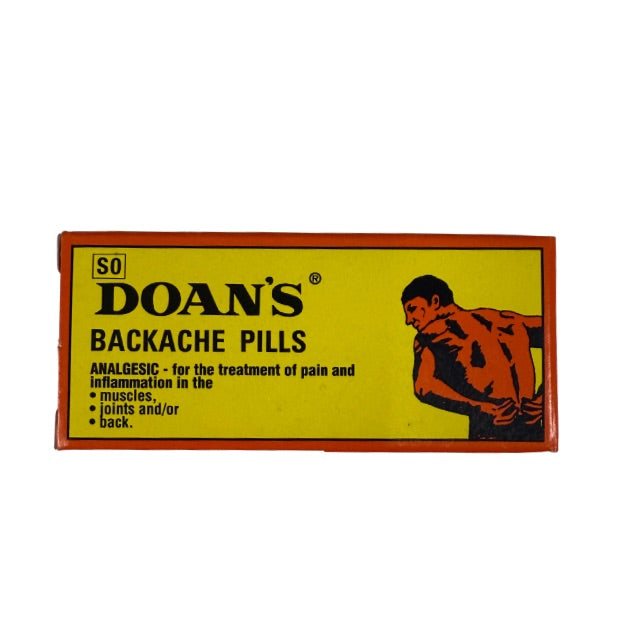 S0
DOAN'S®
BACKACHE PILLS
ANALGESIC - for the treatment of pain and
inflammation in the
• muscles,
• joints and/or
• back.